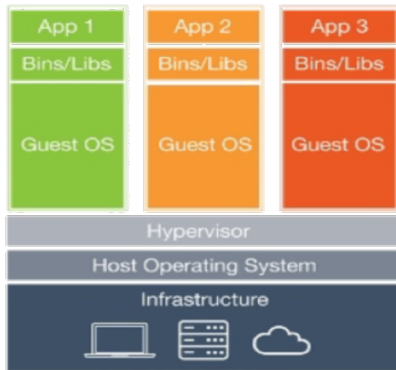 App 1 App 2 App 3
Bins/Libs Bins/Libs Bins/Libs
Guest OS Guest OS Guest OS
Hypervisor
Host Operating System
Infrastructure